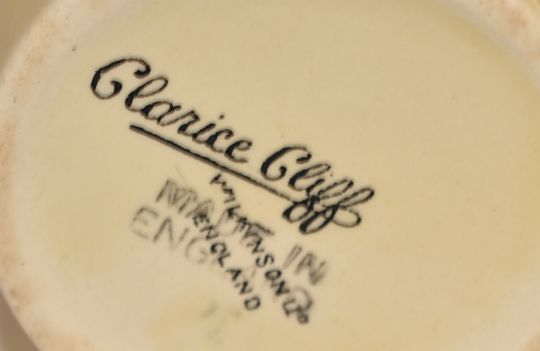 Clarice Cliff
WILKINSON LTD
ENGLAND
MADE IN
ENGLAND